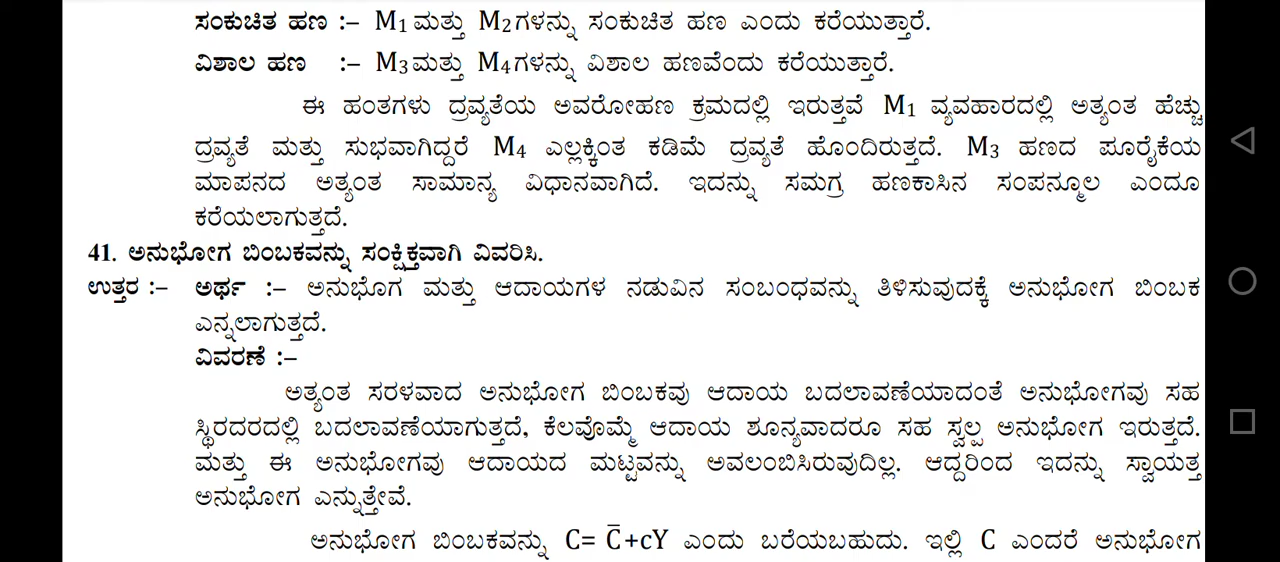 ಸಂಕುಚಿತ ಹಣ :– M1 ಮತ್ತು M2 ಗಳನ್ನು ಸಂಕುಚಿತ ಹಣ ಎಂದು ಕರೆಯುತ್ತಾರೆ.
ವಿಶಾಲ ಹಣ :– M3 ಮತ್ತು M4 ಗಳನ್ನು ವಿಶಾಲ ಹಣವೆಂದು ಕರೆಯುತ್ತಾರೆ.
ಈ ಹಂತಗಳು ದ್ರವ್ಯತೆಯ ಅವರೋಹಣ ಕ್ರಮದಲ್ಲಿ ಇರುತ್ತವೆ M1 ವ್ಯವಹಾರದಲ್ಲಿ ಅತ್ಯಂತ ಹೆಚ್ಚು
ದ್ರವ್ಯತೆ ಮತ್ತು ಸುಭವಾಗಿದ್ದರೆ M4 ಎಲ್ಲಕ್ಕಿಂತ ಕಡಿಮೆ ದ್ರವ್ಯತೆ ಹೊಂದಿರುತ್ತದೆ. M3 ಹಣದ ಪೂರೈಕೆಯ
ಮಾಪನದ ಅತ್ಯಂತ ಸಾಮಾನ್ಯ ವಿಧಾನವಾಗಿದೆ. ಇದನ್ನು ಸಮಗ್ರ ಹಣಕಾಸಿನ ಸಂಪನ್ಮೂಲ ಎಂದೂ
ಕರೆಯಲಾಗುತ್ತದೆ.
41. ಅನುಭೋಗ ಬಿಂಬಕವನ್ನು ಸಂಕ್ಷಿಕ್ತವಾಗಿ ವಿವರಿಸಿ.
ಉತ್ತರ :– ಅರ್ಥ :– ಅನುಭೊಗ ಮತ್ತು ಆದಾಯಗಳ ನಡುವಿನ ಸಂಬಂಧವನ್ನು ತಿಳಿಸುವುದಕ್ಕೆ ಅನುಭೋಗ ಬಿಂಬಕ
ಎನ್ನಲಾಗುತ್ತದೆ.
ವಿವರಣೆ :–
ಅತ್ಯಂತ ಸರಳವಾದ ಅನುಭೋಗ ಬಿಂಬಕವು ಆದಾಯ ಬದಲಾವಣೆಯಾದಂತೆ ಅನುಭೋಗವು ಸಹ
ಸ್ಥಿರದರದಲ್ಲಿ ಬದಲಾವಣೆಯಾಗುತ್ತದೆ, ಕೆಲವೊಮ್ಮೆ ಆದಾಯ ಶೂನ್ಯವಾದರೂ ಸಹ ಸ್ವಲ್ಪ ಅನುಭೋಗ ಇರುತ್ತದೆ.
ಮತ್ತು ಈ ಅನುಭೋಗವು ಆದಾಯದ ಮಟ್ಟವನ್ನು ಅವಲಂಬಿಸಿರುವುದಿಲ್ಲ. ಆದ್ದರಿಂದ ಇದನ್ನು ಸ್ವಾಯತ್ತ
ಅನುಭೋಗ ಎನ್ನುತ್ತೇವೆ.
ಅನುಭೋಗ ಬಿಂಬಕವನ್ನು C= C̅+cY ಎಂದು ಬರೆಯಬಹುದು. ಇಲ್ಲಿ C ಎಂದರೆ ಅನುಭೋಗ